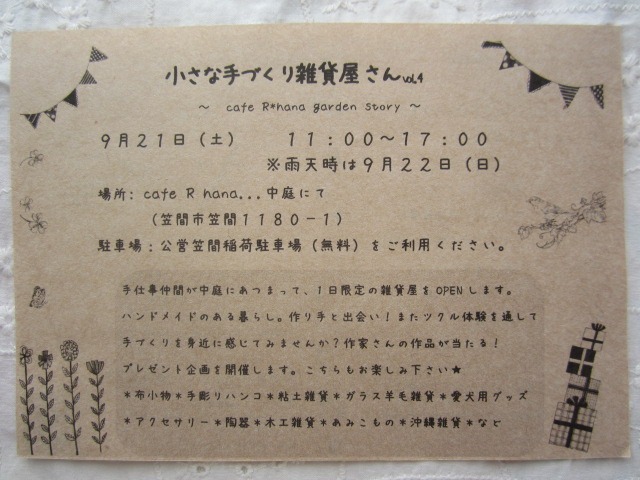 小さな手づくり雑貨屋さんvol.4
～ cafe R*hana garden story ～
9月21日（土） 11：00～17：00
※雨天時は9月22日（日）
場所：cafe R hana...中庭にて
（笠間市笠間1180－1）
駐車場：公営笠間稲荷駐車場（無料）をご利用ください。
手仕事仲間が中庭にあつまって、1日限定の雑貨屋をOPENします。
ハンドメイドのある暮らし。作り手と出会い！またツクル体験を通して
手づくりを身近に感じてみませんか？作家さんの作品が当たる！
プレゼント企画を開催します。こちらもお楽しみ下さい★
＊布小物＊手彫りハンコ＊粘土雑貨＊ガラス羊毛雑貨＊愛犬用グッズ
＊アクセサリー＊陶器＊木工雑貨＊あみこもの＊沖縄雑貨＊など